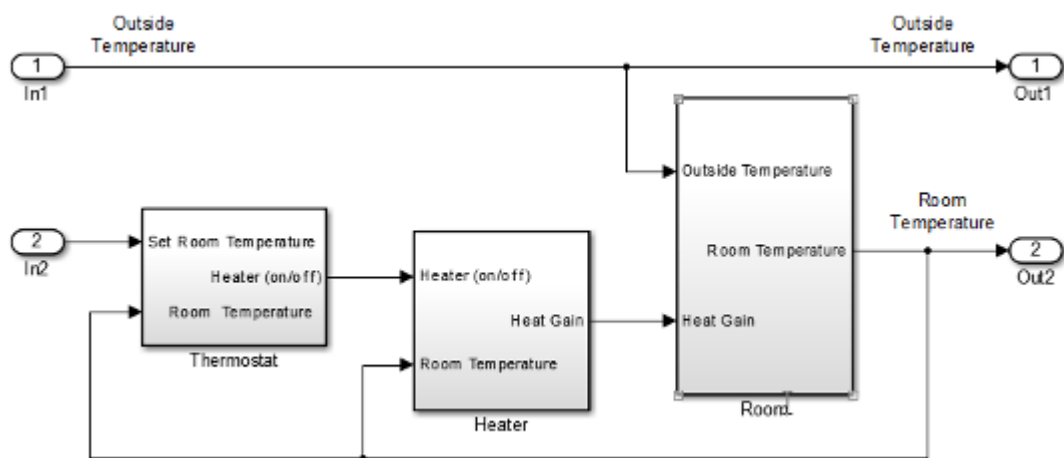 Outside
Temperature
Outside
Temperature
1
In1
1
Out1
Outside Temperature
Room
Temperature
2
In2
Set Room Temperature
Room Temperature
2
Out2
Heater (on/off)
Heater (on/off)
Room Temperature
Heat Gain
Heat Gain
Thermostat
Room Temperature
Room
Heater